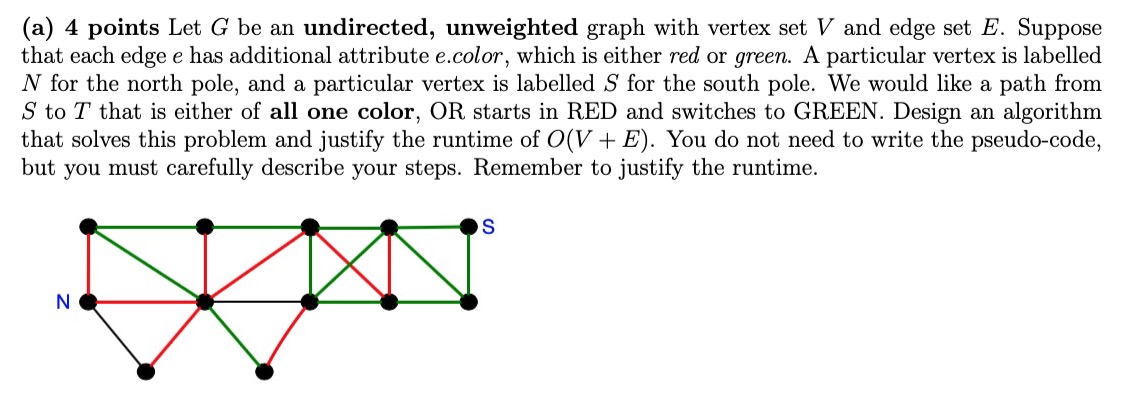 (a) 4 points Let G be an undirected, unweighted graph with vertex set V and edge set E. Suppose
that each edge e has additional attribute e.color, which is either red or green. A particular vertex is labelled
N for the north pole, and a particular vertex is labelled S for the south pole. We would like a path from
S to T that is either of all one color, OR starts in RED and switches to GREEN. Design an algorithm
that solves this problem and justify the runtime of O(V + E). You do not need to write the pseudo-code,
but you must carefully describe your steps. Remember to justify the runtime.
S
N